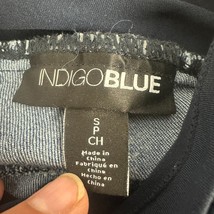 INDIGOBLUE
S
P
CH
Made in
China
Fabriqué en
Chine
Hecho en
China